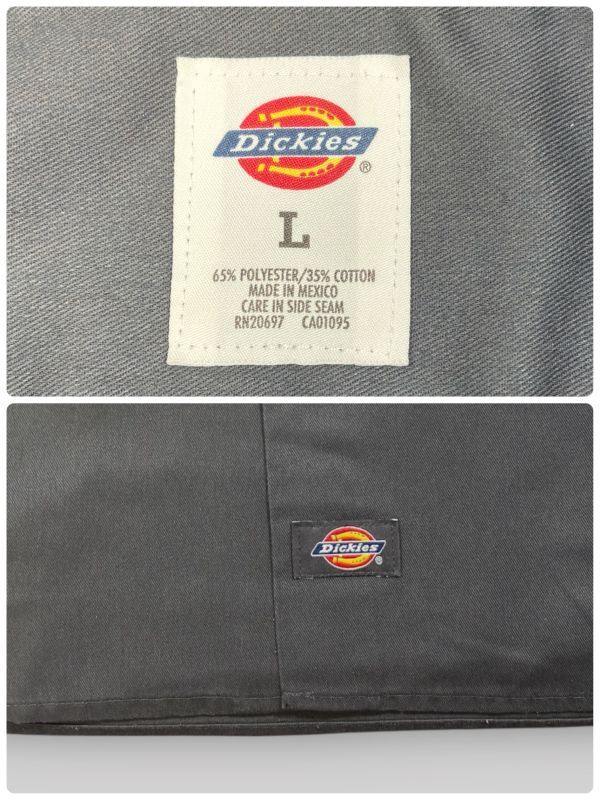 Dickies®
L
65% POLYESTER/35% COTTON
MADE IN MEXICO
CARE IN SIDE SEAM
RN20697 CA01095
Dickies®